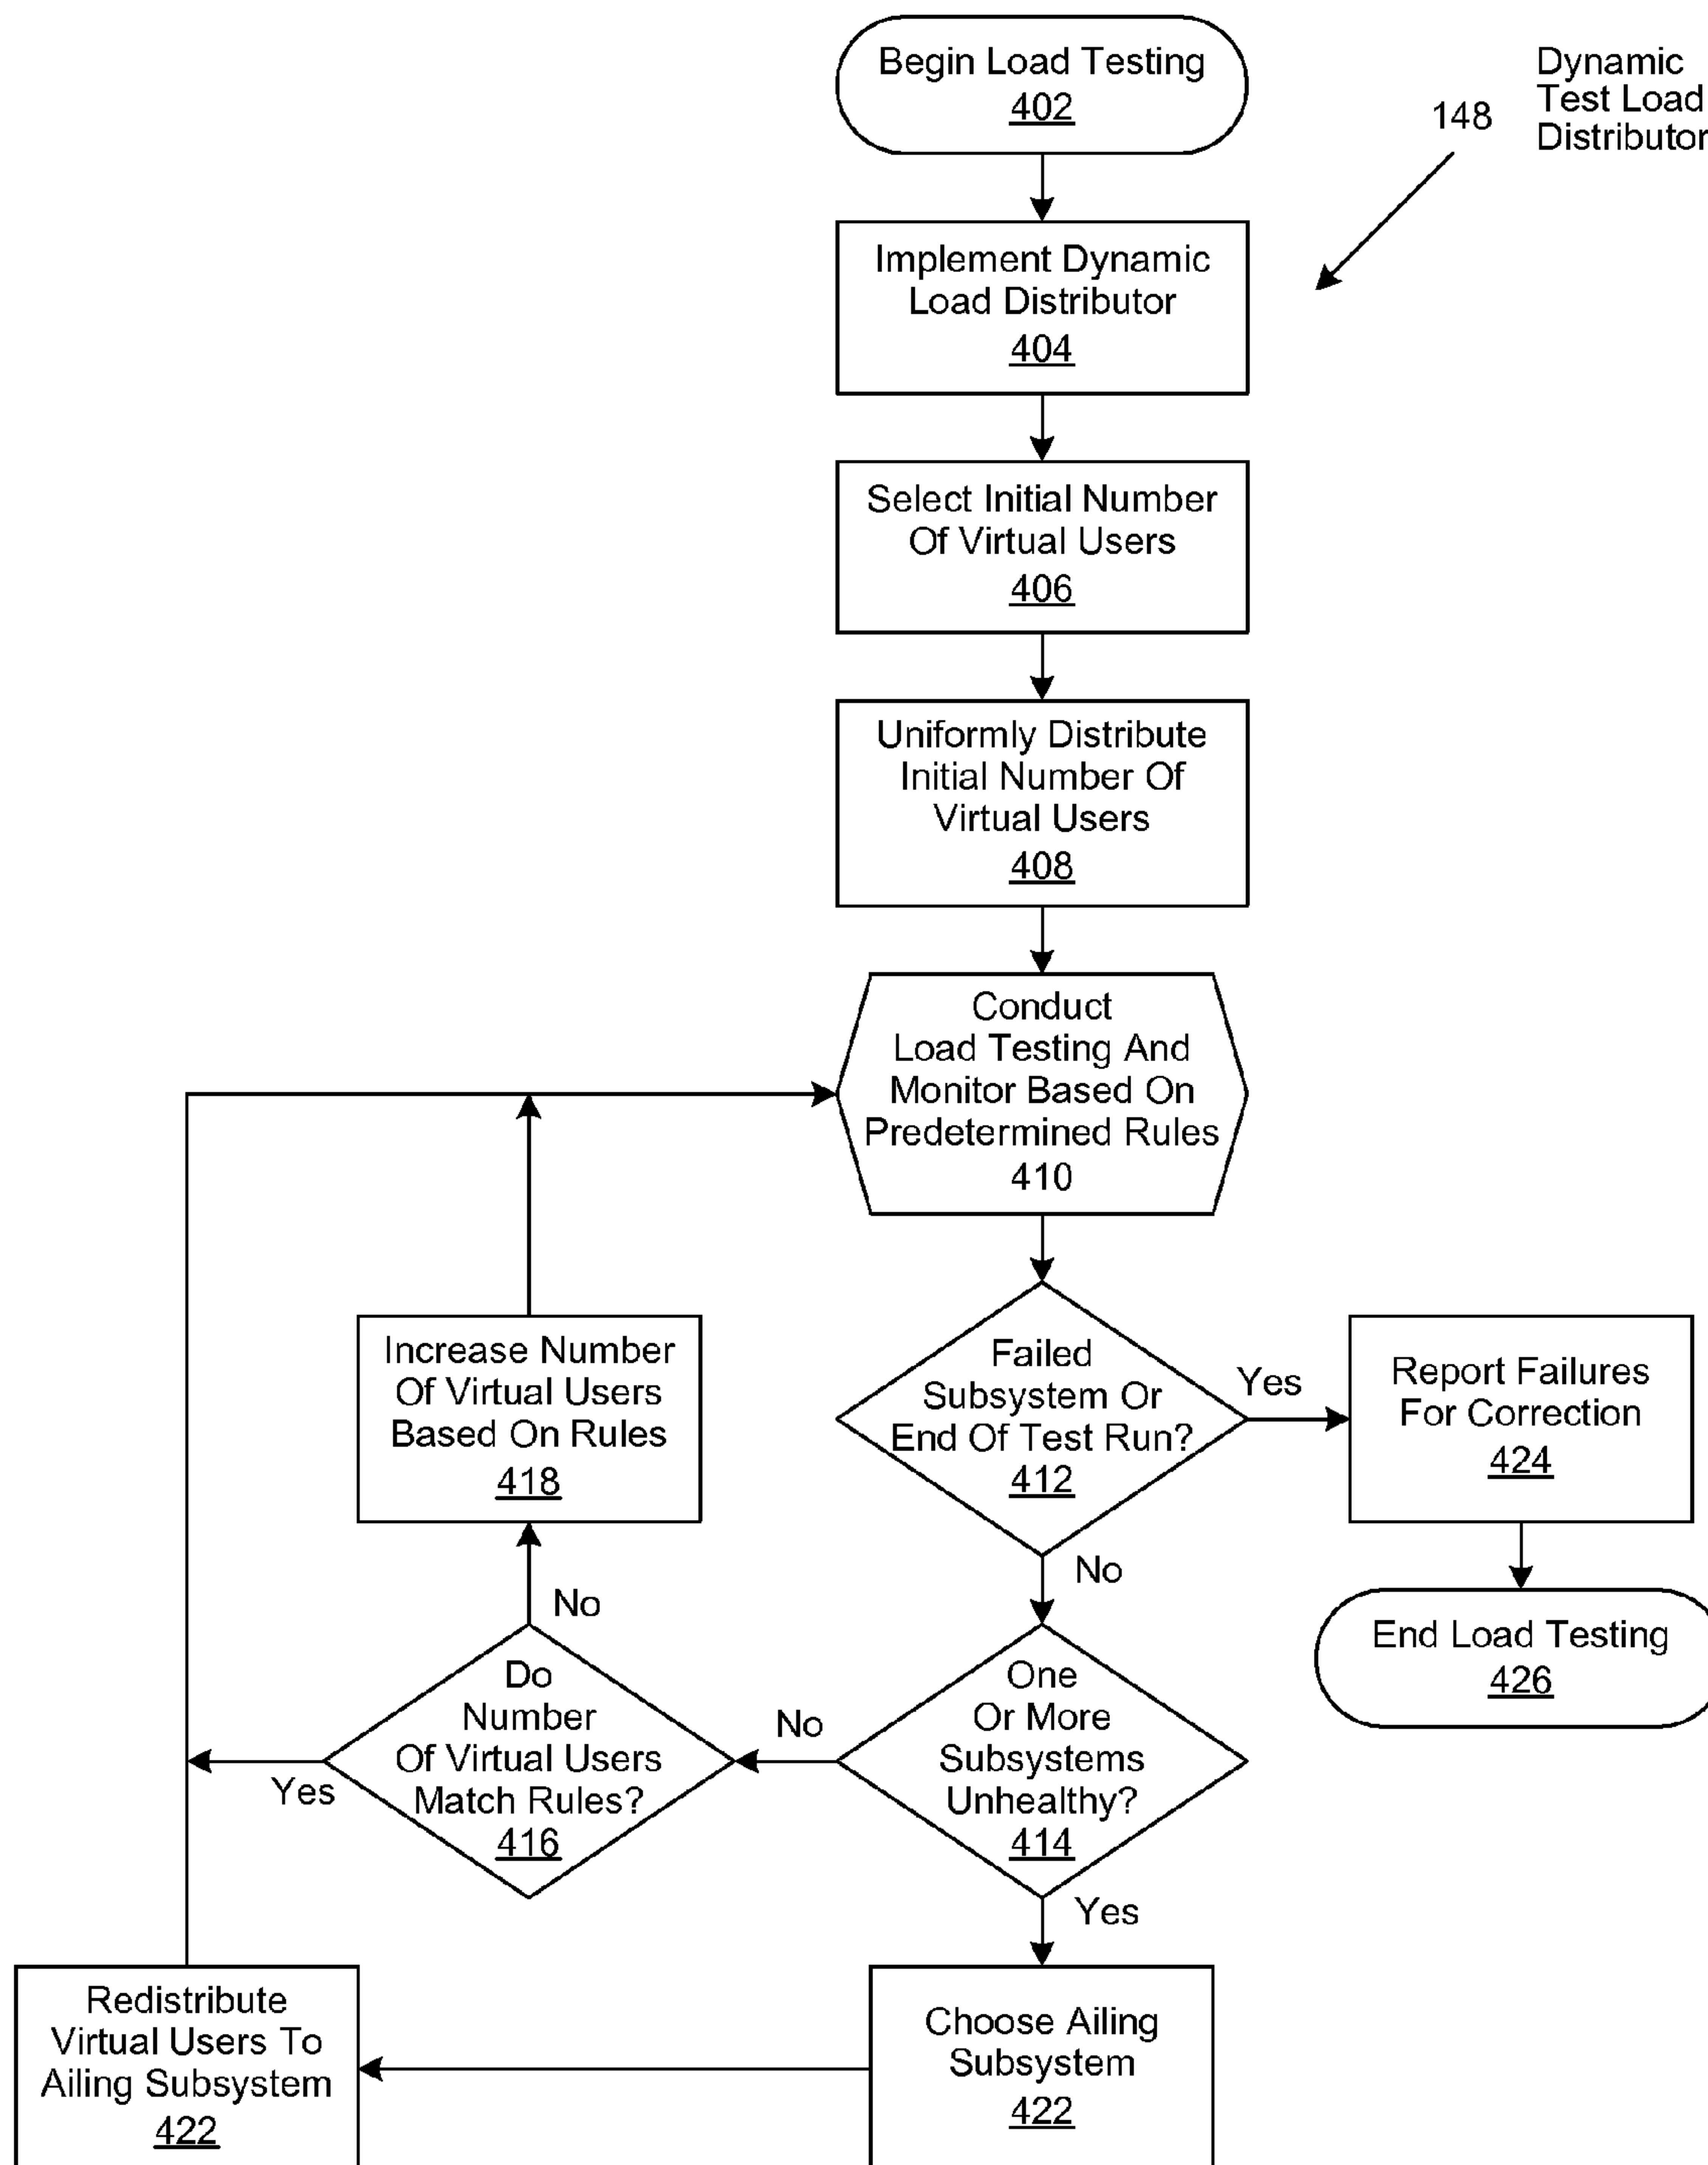 Begin Load Testing
402
148
Dynamic
Test Load
Distributor
Implement Dynamic
Load Distributor
404
Select Initial Number
Of Virtual Users
406
Uniformly Distribute
Initial Number Of
Virtual Users
408
Conduct
Load Testing And
Monitor Based On
Predetermined Rules
410
Increase Number
Of Virtual Users
Based On Rules
418
Failed
Subsystem Or
End Of Test Run?
412
Yes
Report Failures
For Correction
424
No
No
End Load Testing
426
Do
Number
Of Virtual Users
Match Rules?
416
Yes
No
One
Or More
Subsystems
Unhealthy?
414
Yes
Redistribute
Virtual Users To
Ailing Subsystem
422
Choose Ailing
Subsystem
422